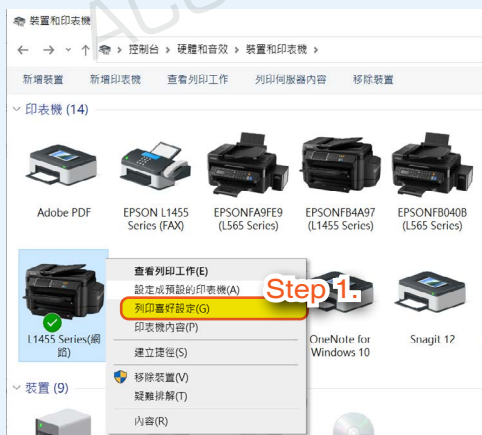 裝置和印表機
控制台 › 硬體和音效 › 裝置和印表機 ›
新增裝置 新增印表機 查看列印工作 列印伺服器內容 移除裝置
印表機 (14)
Adobe PDF
EPSON L1455 Series (FAX)
EPSONFA9FE9 (L565 Series)
EPSONFB4A97 (L1455 Series)
EPSONFB040B (L565 Series)
L1455 Series(網路)
查看列印工作(E)
設定成預設的印表機(A)
Step 1.
列印喜好設定(G)
印表機內容(P)
建立捷徑(S)
移除裝置(V)
疑難排解(T)
內容(R)
OneNote for Windows 10
Snagit 12
裝置 (9)